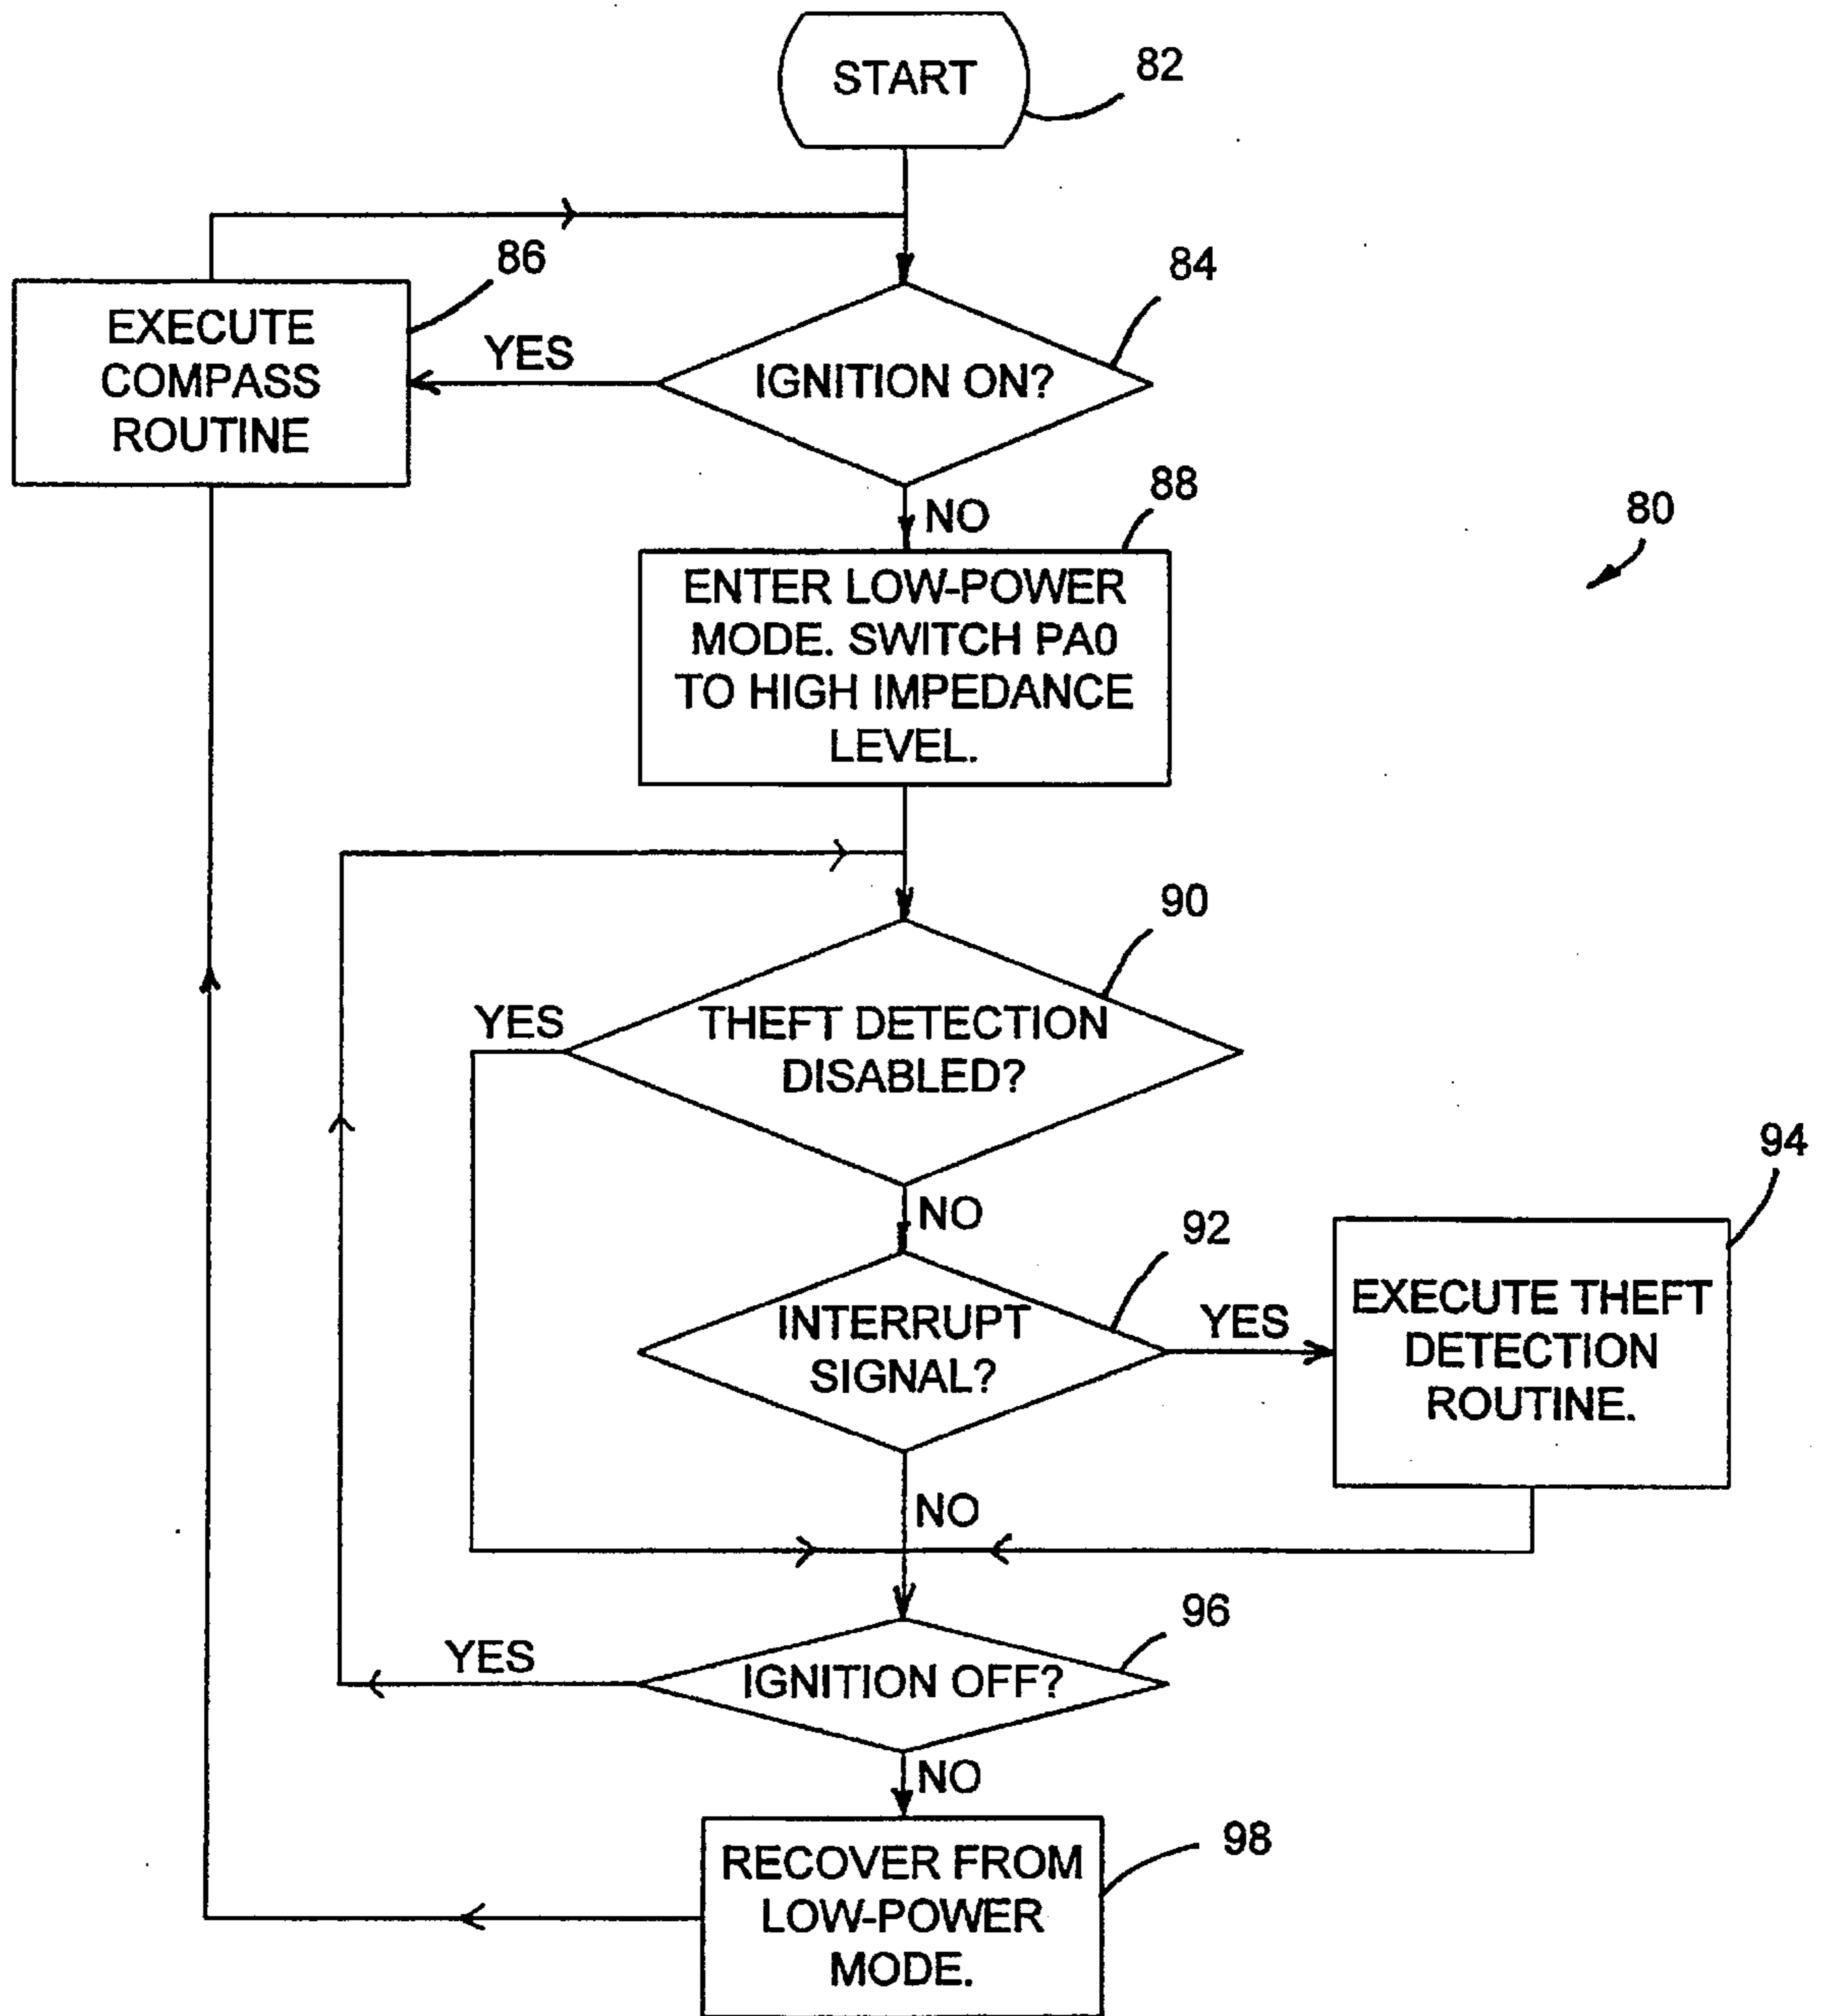 START
82
86
84
EXECUTE
COMPASS
ROUTINE
YES
IGNITION ON?
NO
88
80
ENTER LOW-POWER
MODE. SWITCH PA0
TO HIGH IMPEDANCE
LEVEL.
90
YES
THEFT DETECTION
DISABLED?
NO
92
94
INTERRUPT
SIGNAL?
YES
EXECUTE THEFT
DETECTION
ROUTINE.
NO
96
YES
IGNITION OFF?
NO
98
RECOVER FROM
LOW-POWER
MODE.